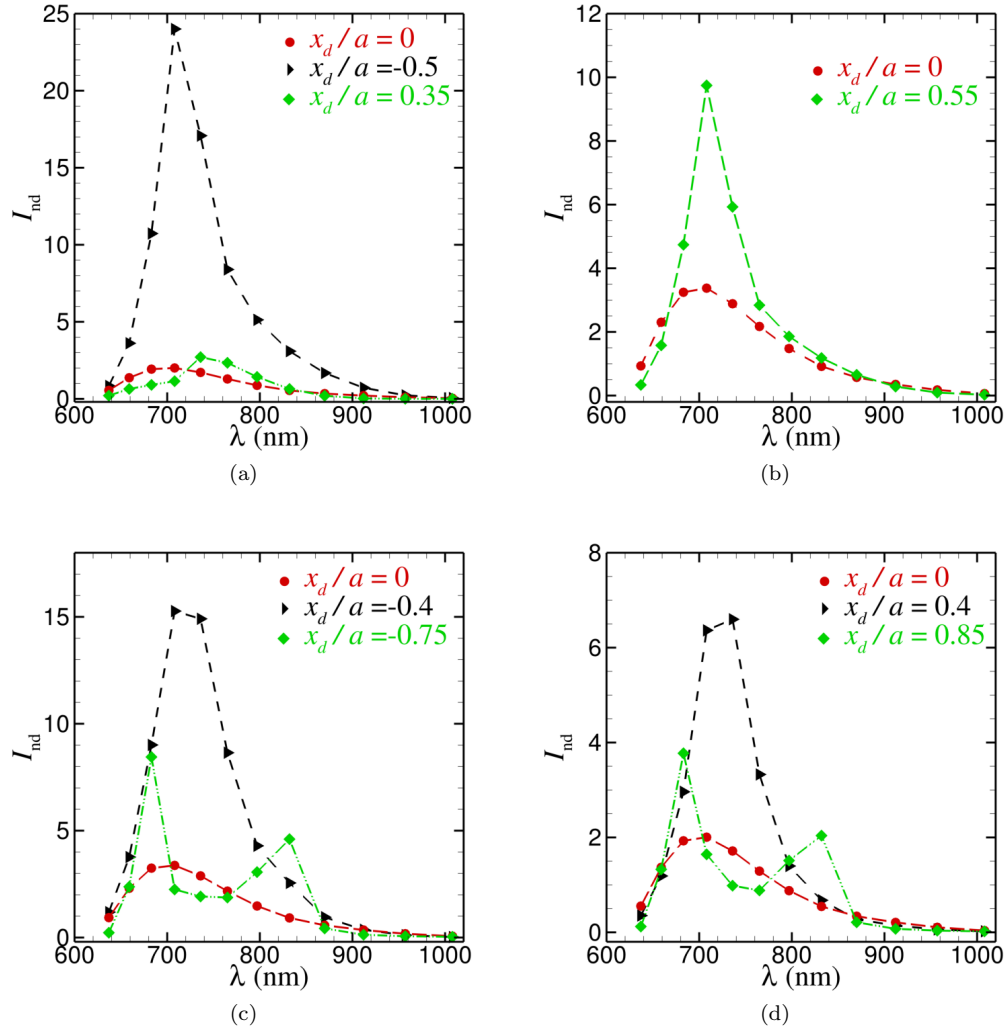 25
20
15
10
5
0
I_nd
x_d / a = 0
x_d / a =-0.5
x_d / a = 0.35
600 700 800 900 1000
λ (nm)
(a)
12
10
8
6
4
2
0
I_nd
x_d / a = 0
x_d / a = 0.55
600 700 800 900 1000
λ (nm)
(b)
15
10
5
0
I_nd
x_d / a = 0
x_d / a =-0.4
x_d / a =-0.75
600 700 800 900 1000
λ (nm)
(c)
8
6
4
2
0
I_nd
x_d / a = 0
x_d / a = 0.4
x_d / a = 0.85
600 700 800 900 1000
λ (nm)
(d)